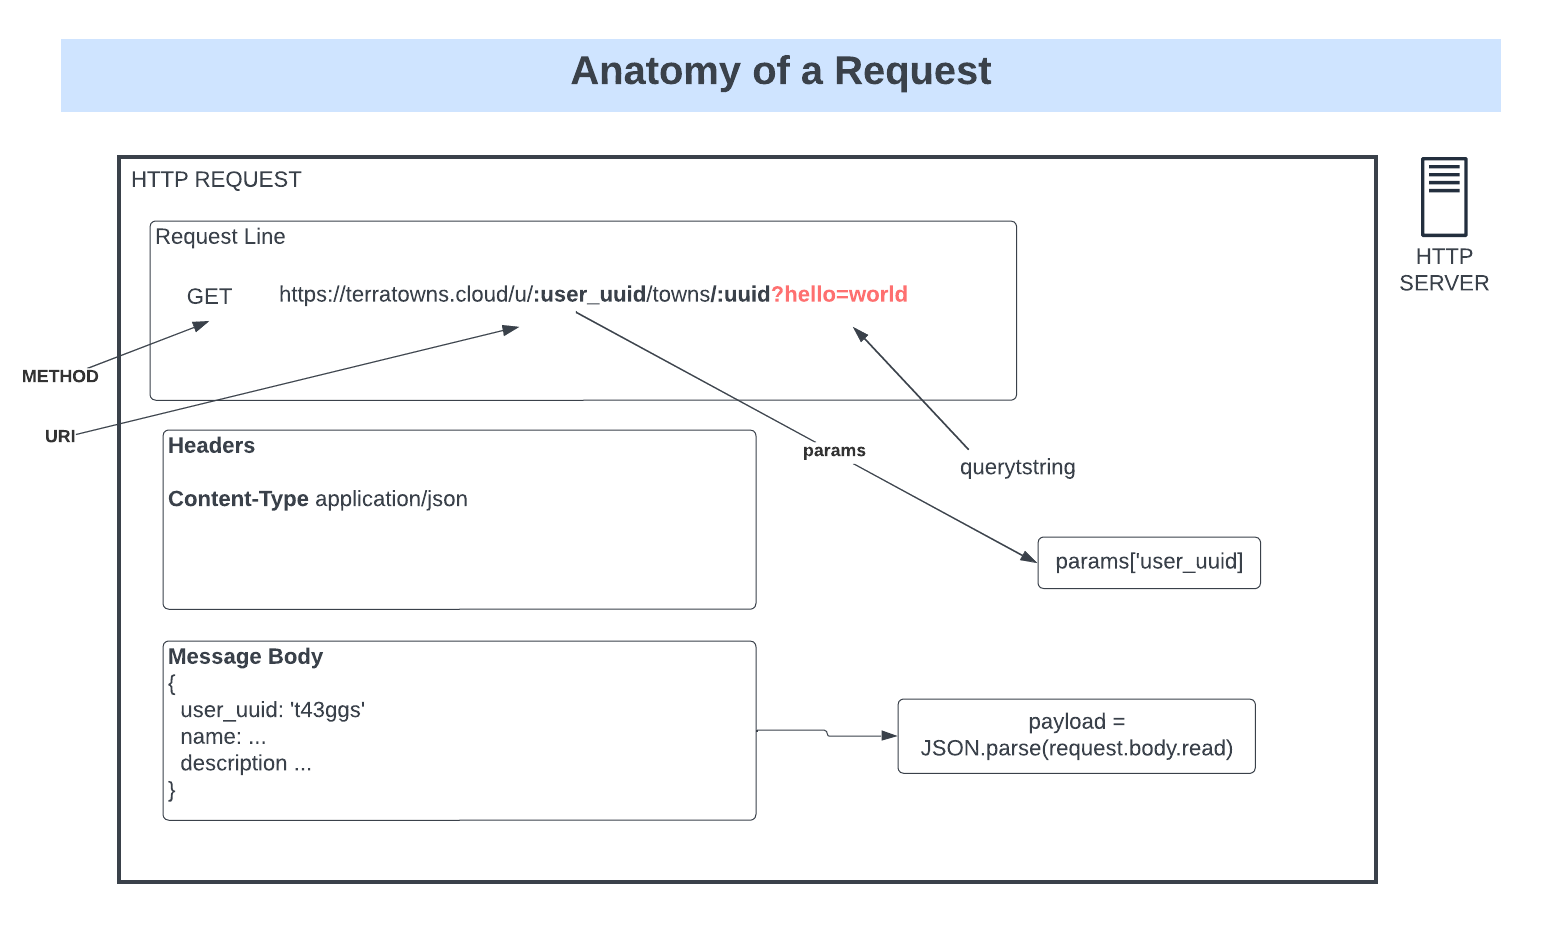 Anatomy of a Request
HTTP REQUEST
HTTP
SERVER
Request Line
GET https://terratowns.cloud/u/:user_uuid/towns/:uuid?hello=world
METHOD
URI
Headers
params
querytstring
Content-Type application/json
params['user_uuid]
Message Body
{
user_uuid: 't43ggs'
name: ...
description ...
}
payload =
JSON.parse(request.body.read)